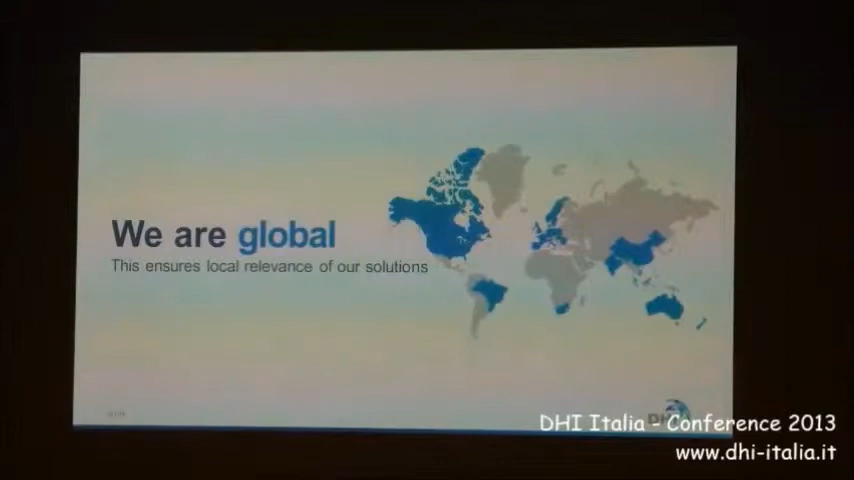 We are global
This ensures local relevance of our solutions
DHI Italia - Conference 2013
www.dhi-italia.it